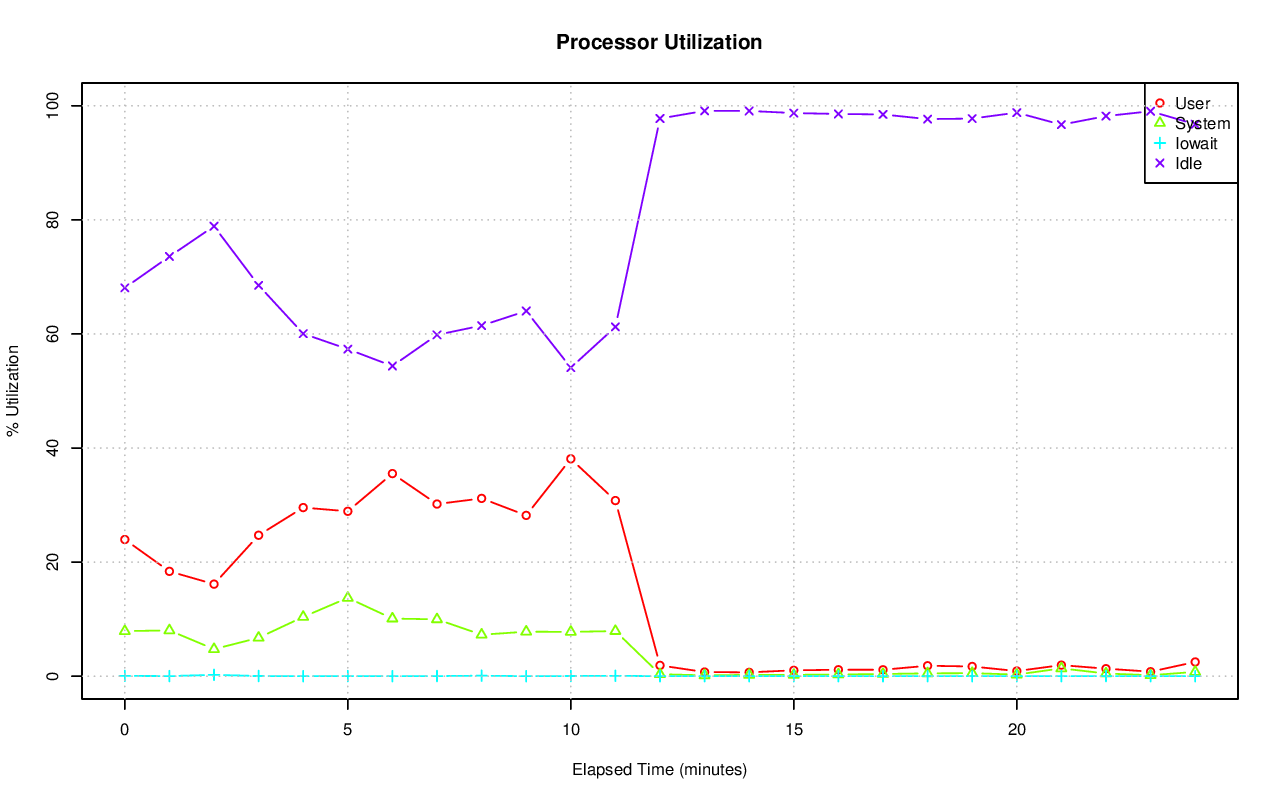 Processor Utilization
% Utilization
100
80
60
40
20
0
User
System
Iowait
Idle
0 5 10 15 20
Elapsed Time (minutes)